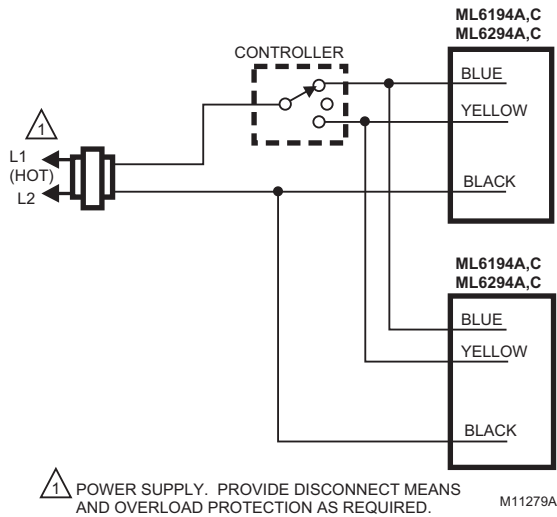 ML6194A,C
ML6294A,C
CONTROLLER
BLUE
YELLOW
1
L1
(HOT)
L2
BLACK
ML6194A,C
ML6294A,C
BLUE
YELLOW
BLACK
1 POWER SUPPLY. PROVIDE DISCONNECT MEANS
AND OVERLOAD PROTECTION AS REQUIRED.
M11279A